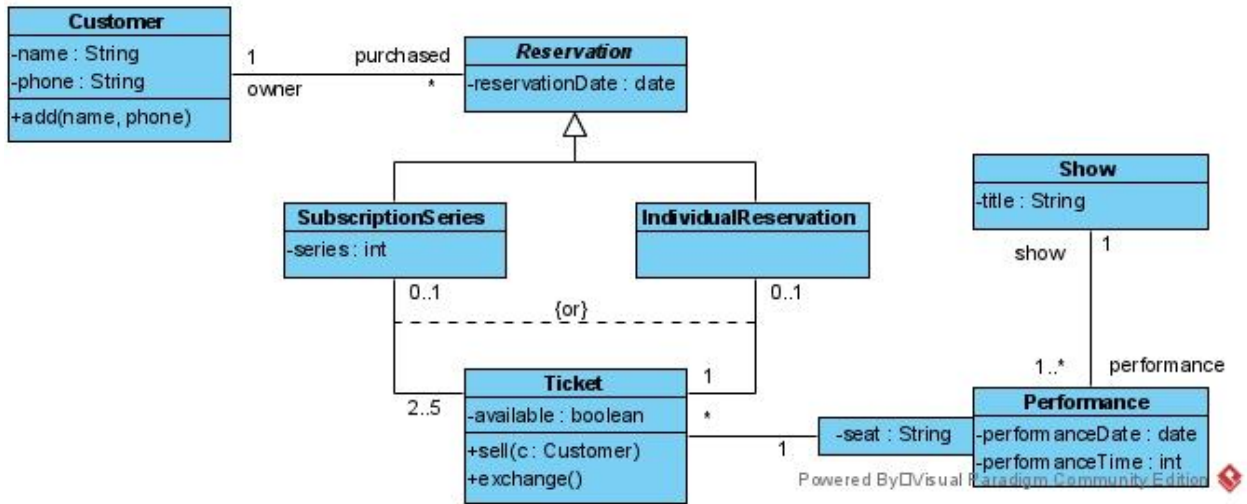 Customer
-name : String
-phone : String
+add(name, phone)
1
owner
purchased
*
Reservation
-reservationDate : date
SubscriptionSeries
-series : int
IndividualReservation
0..1
0..1
{or}
Show
-title : String
show
1
1..*
performance
2..5
Ticket
-available : boolean
+sell(c : Customer)
+exchange()
1
*
1
-seat : String
Performance
-performanceDate : date
-performanceTime : int
Powered By□Visual Paradigm Community Edition